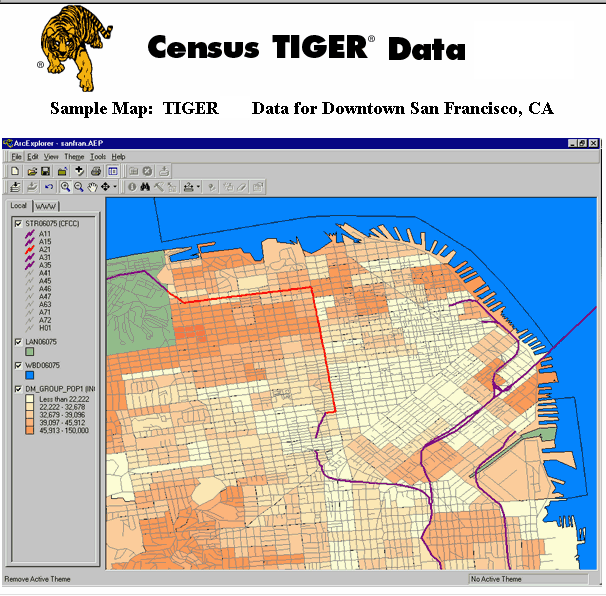 Census TIGER® Data
®
Sample Map: TIGER Data for Downtown San Francisco, CA
ArcExplorer - sanfran.AEP
File Edit View Theme Tools Help
Local WWW
STR06075 (CFCC)
A11
A15
A21
A31
A35
A41
A45
A46
A47
A63
A71
A72
H01
LAN06075
WBD06075
DM_GROUP_POP1 (INC
Less than 22,222
22,222 - 32,678
32,679 - 39,096
39,097 - 45,912
45,913 - 150,000
Remove Active Theme
No Active Theme